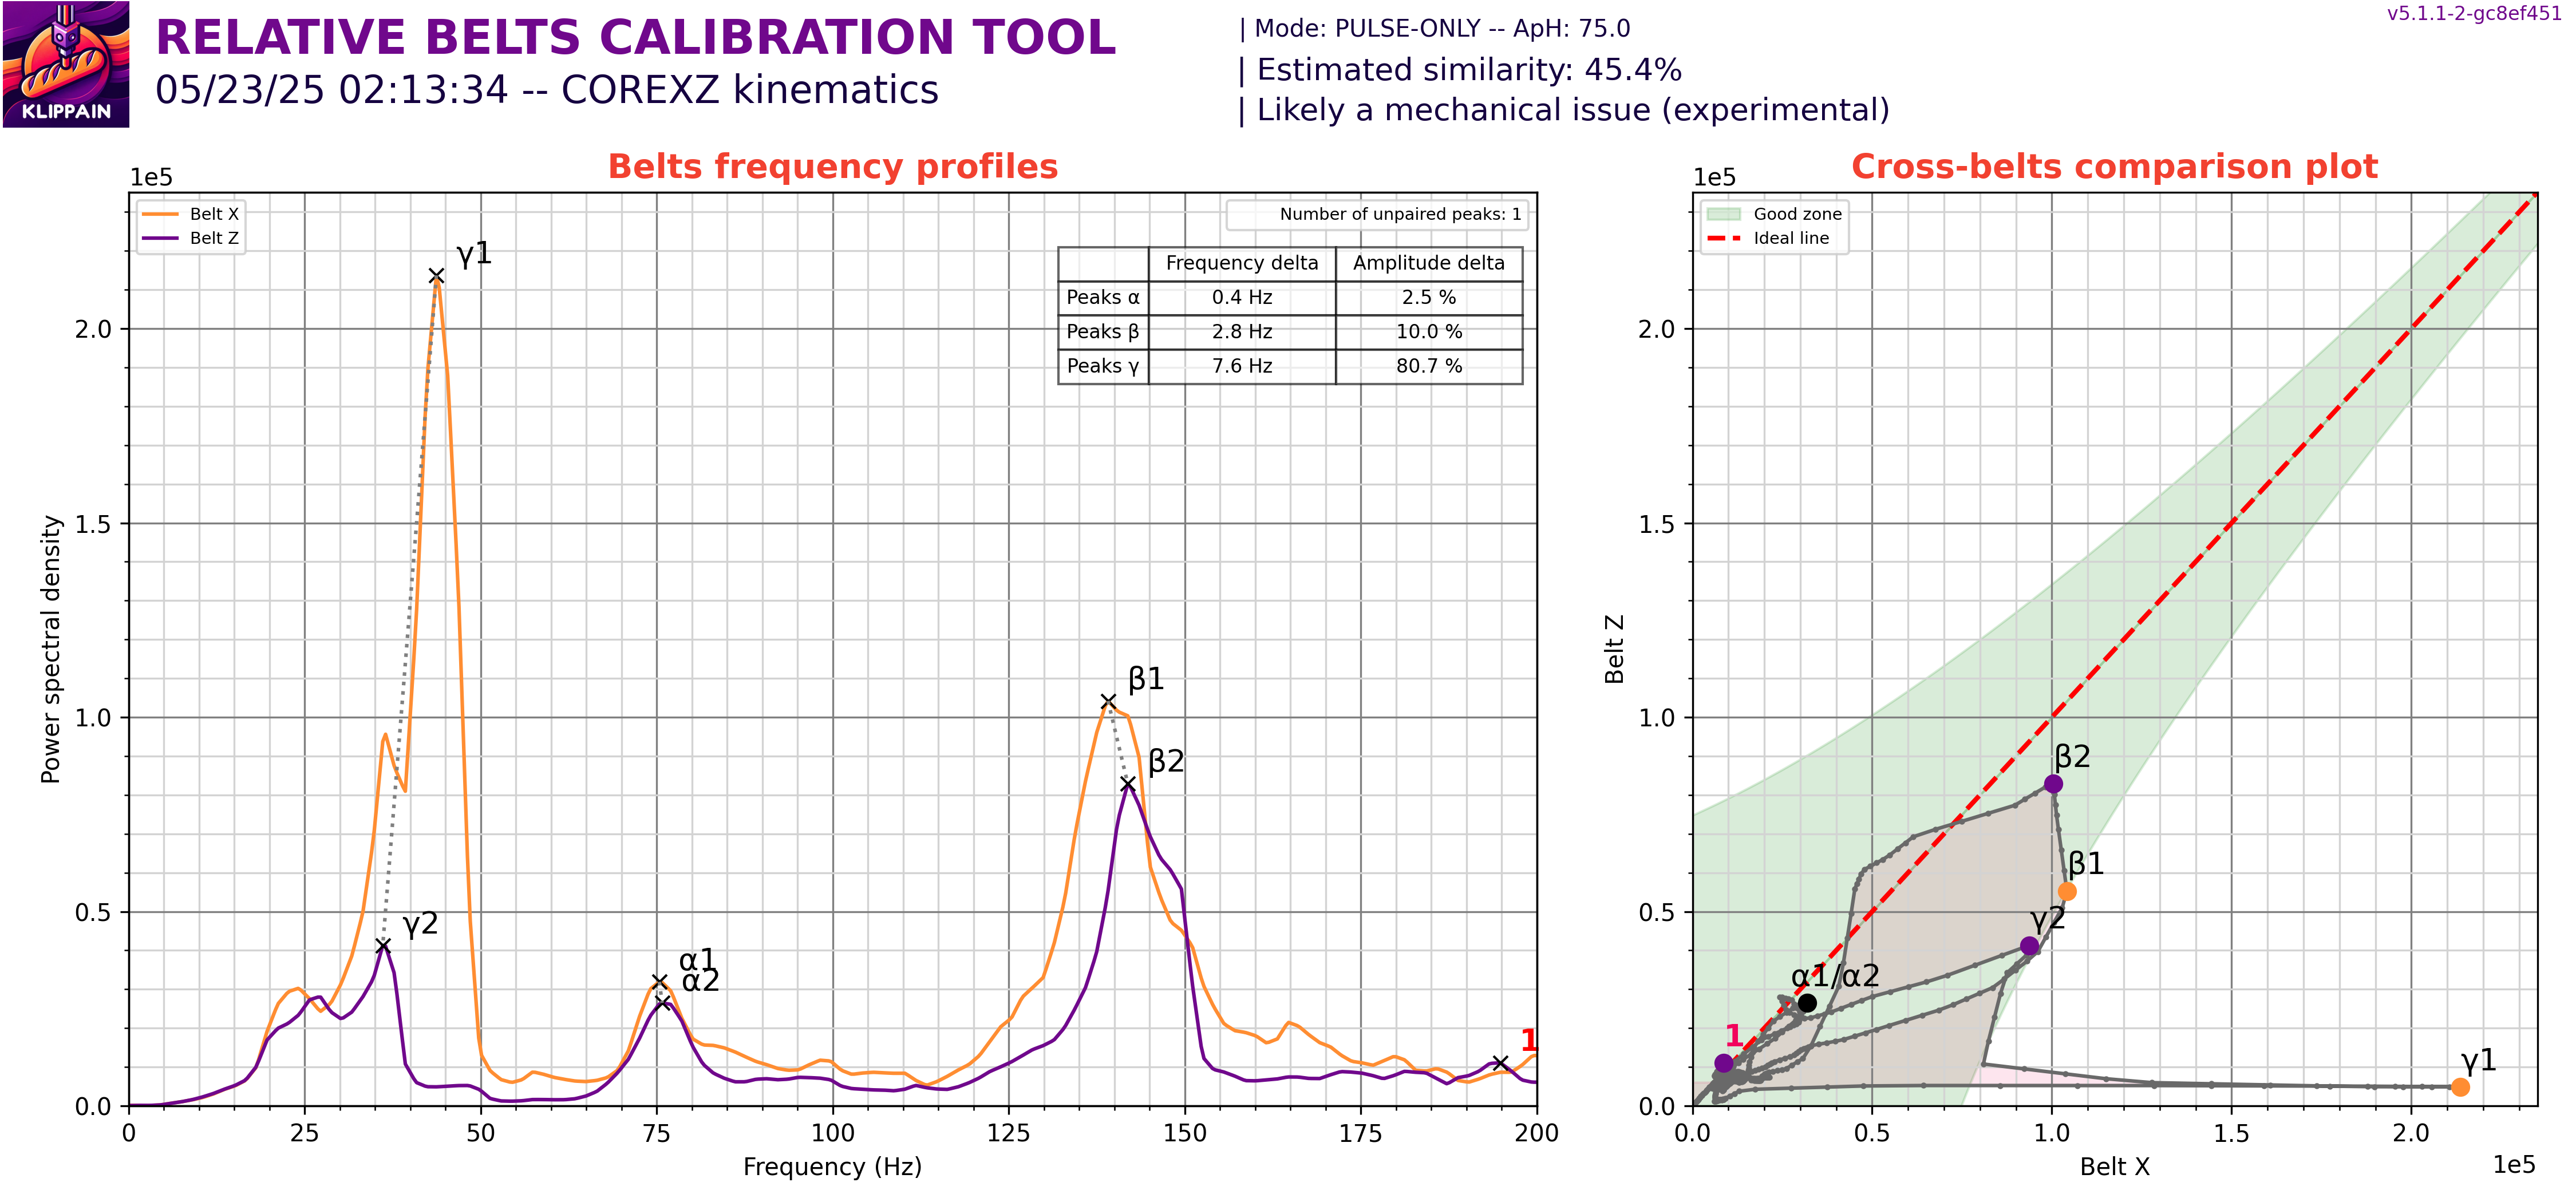 KLIPPAIN
RELATIVE BELTS CALIBRATION TOOL
05/23/25 02:13:34 -- COREXZ kinematics
| Mode: PULSE-ONLY -- ApH: 75.0
| Estimated similarity: 45.4%
| Likely a mechanical issue (experimental)
v5.1.1-2-gc8ef451
Belts frequency profiles
1e5
Belt X
Belt Z
Number of unpaired peaks: 1
Frequency delta Amplitude delta
Peaks α 0.4 Hz 2.5 %
Peaks β 2.8 Hz 10.0 %
Peaks γ 7.6 Hz 80.7 %
γ1
γ2
α1
α2
β1
β2
1
Power spectral density
2.0
1.5
1.0
0.5
0.0
0 25 50 75 100 125 150 175 200
Frequency (Hz)
Cross-belts comparison plot
1e5
Good zone
Ideal line
β2
β1
γ2
α1/α2
1
γ1
Belt Z
2.0
1.5
1.0
0.5
0.0
0.0 0.5 1.0 1.5 2.0
Belt X
1e5